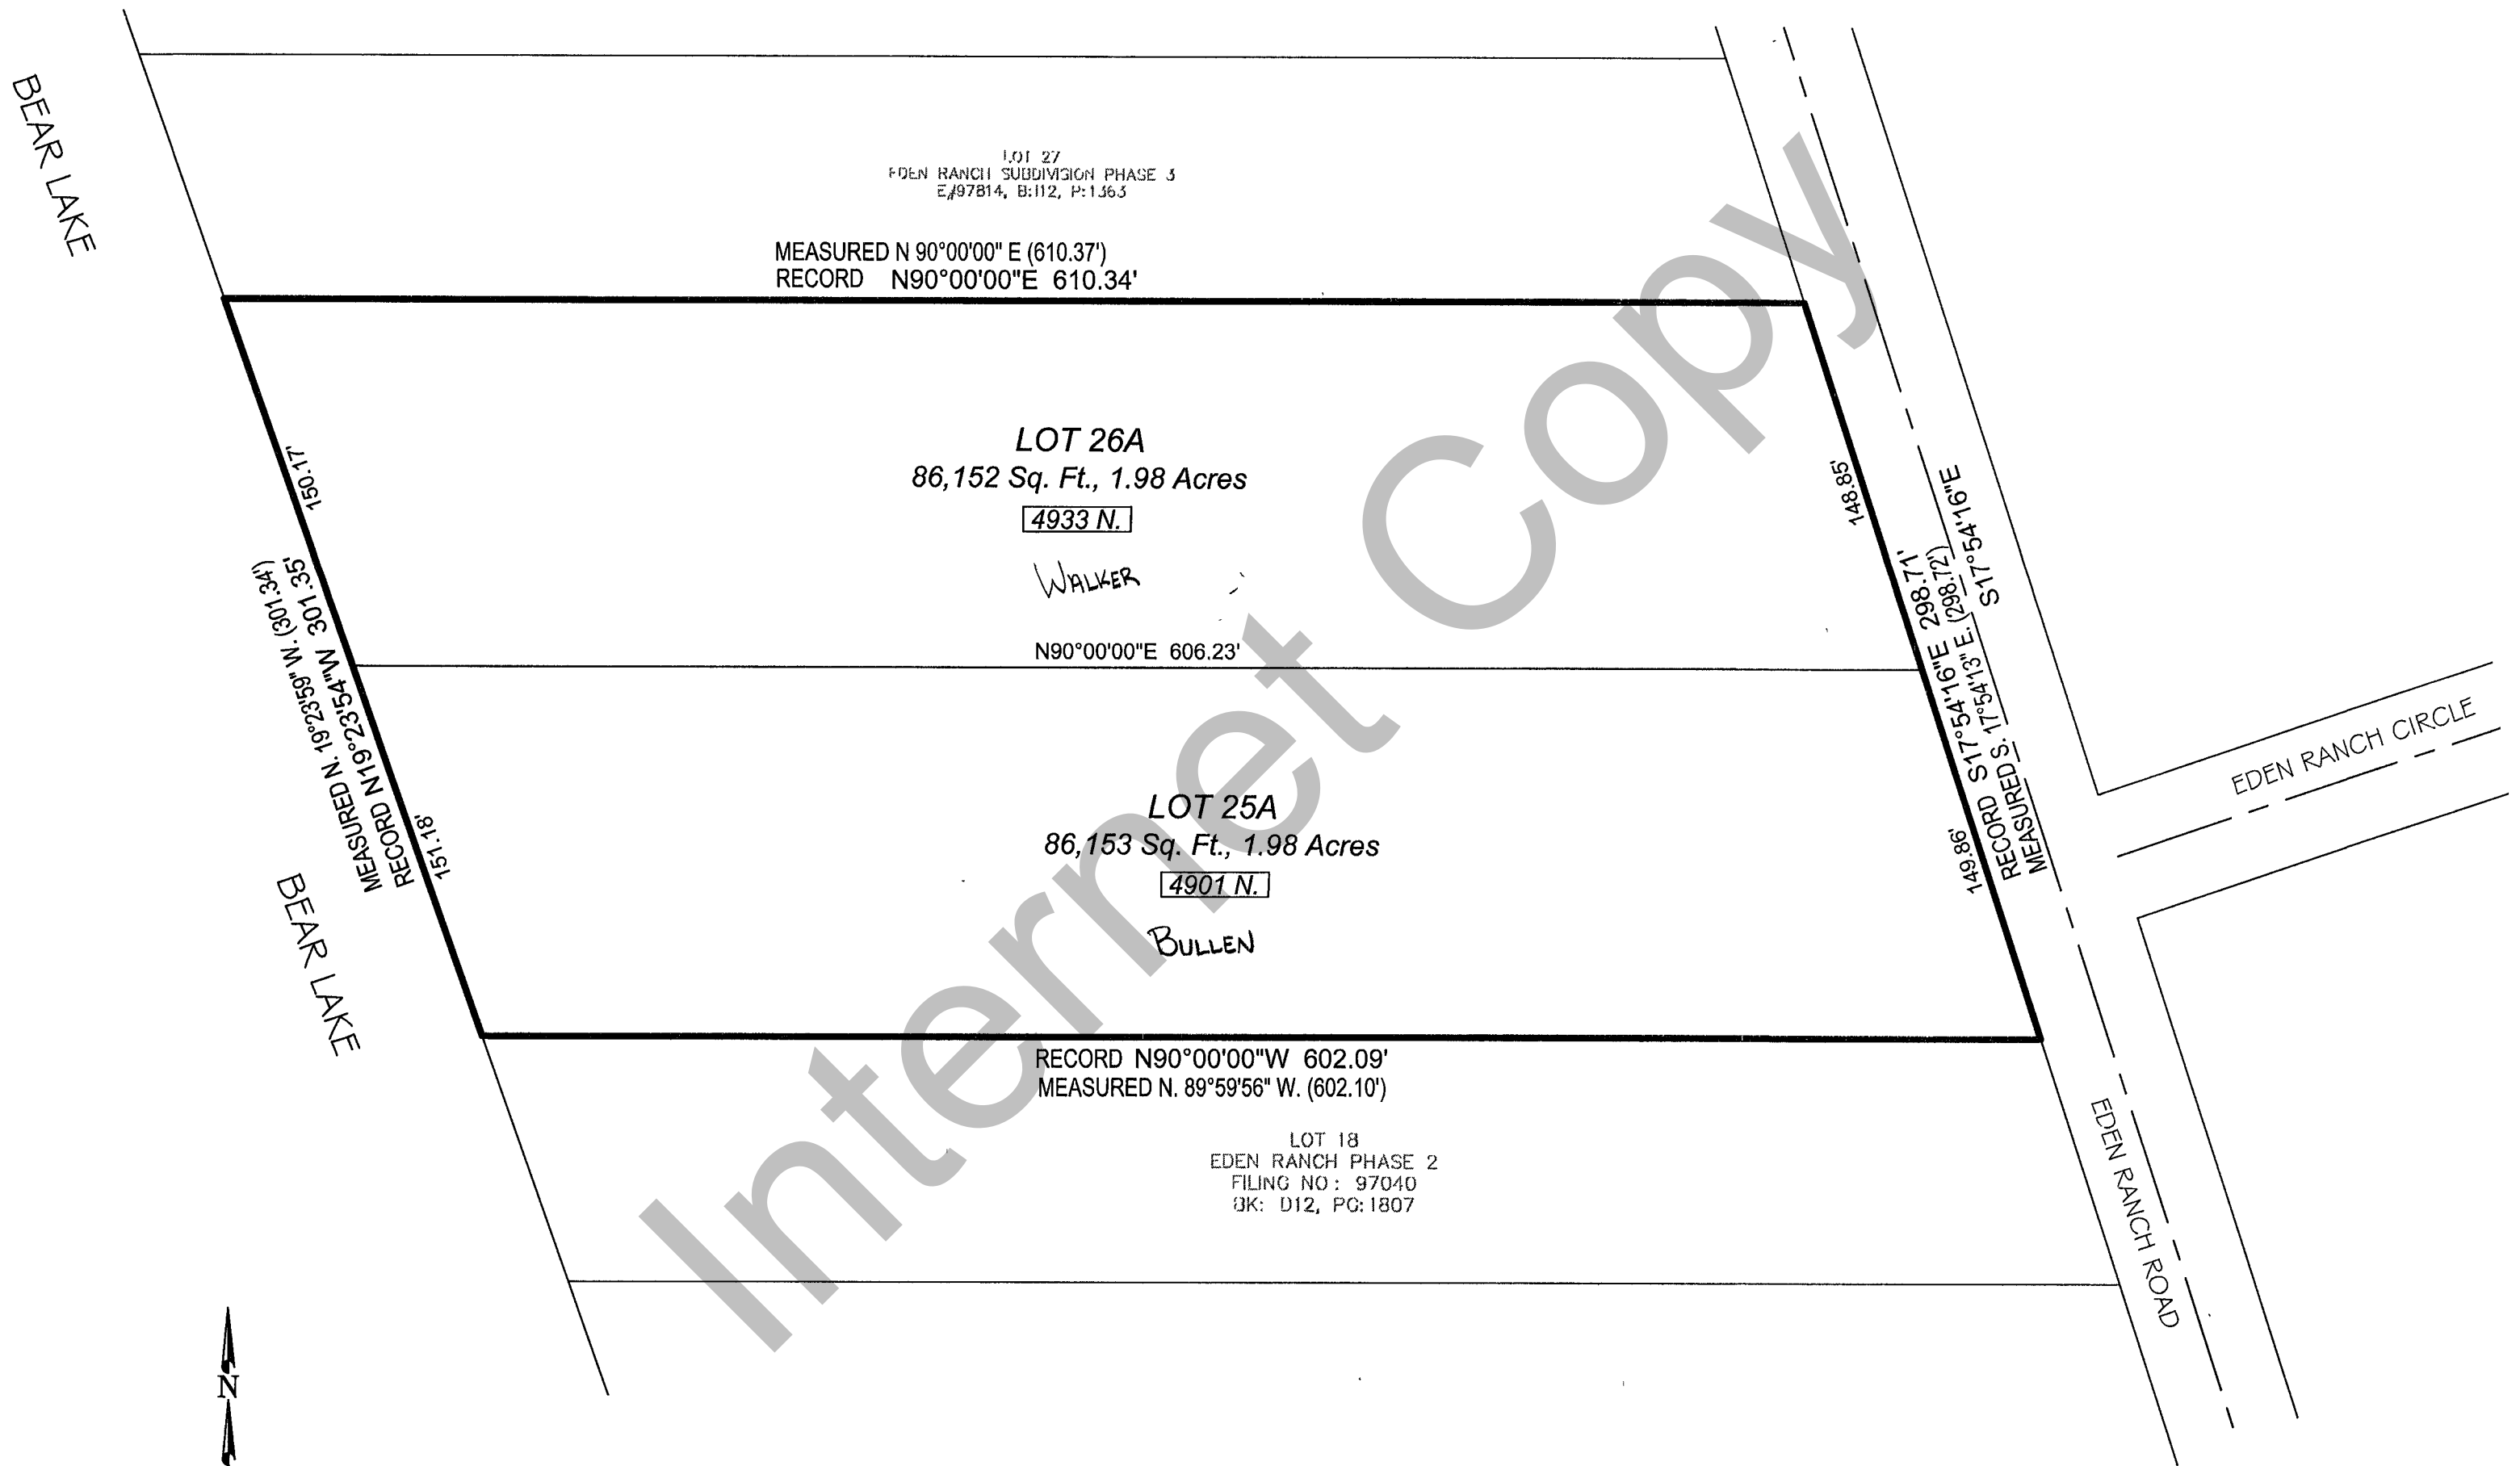 BEAR LAKE
LOT 27
EDEN RANCH SUBDIVISION PHASE 3
E#97814, B:I12, P:1363
MEASURED N 90°00'00" E (610.37')
RECORD N90°00'00"E 610.34'
LOT 26A
86,152 Sq. Ft., 1.98 Acres
4933 N.
WALKER
150.17'
148.85'
N90°00'00"E 606.23'
MEASURED N. 19°23'59" W. (301.34')
RECORD N19°23'54"W 301.35'
RECORD S17°54'16"E 298.71'
MEASURED S. 17°54'13" E. (298.72')
S17°54'16"E
EDEN RANCH CIRCLE
LOT 25A
86,153 Sq. Ft., 1.98 Acres
4901 N.
BULLEN
151.18'
149.86'
BEAR LAKE
RECORD N90°00'00"W 602.09'
MEASURED N. 89°59'56" W. (602.10')
LOT 18
EDEN RANCH PHASE 2
FILING NO: 97040
BK: D12, PG:1807
EDEN RANCH ROAD
N
Internet Copy